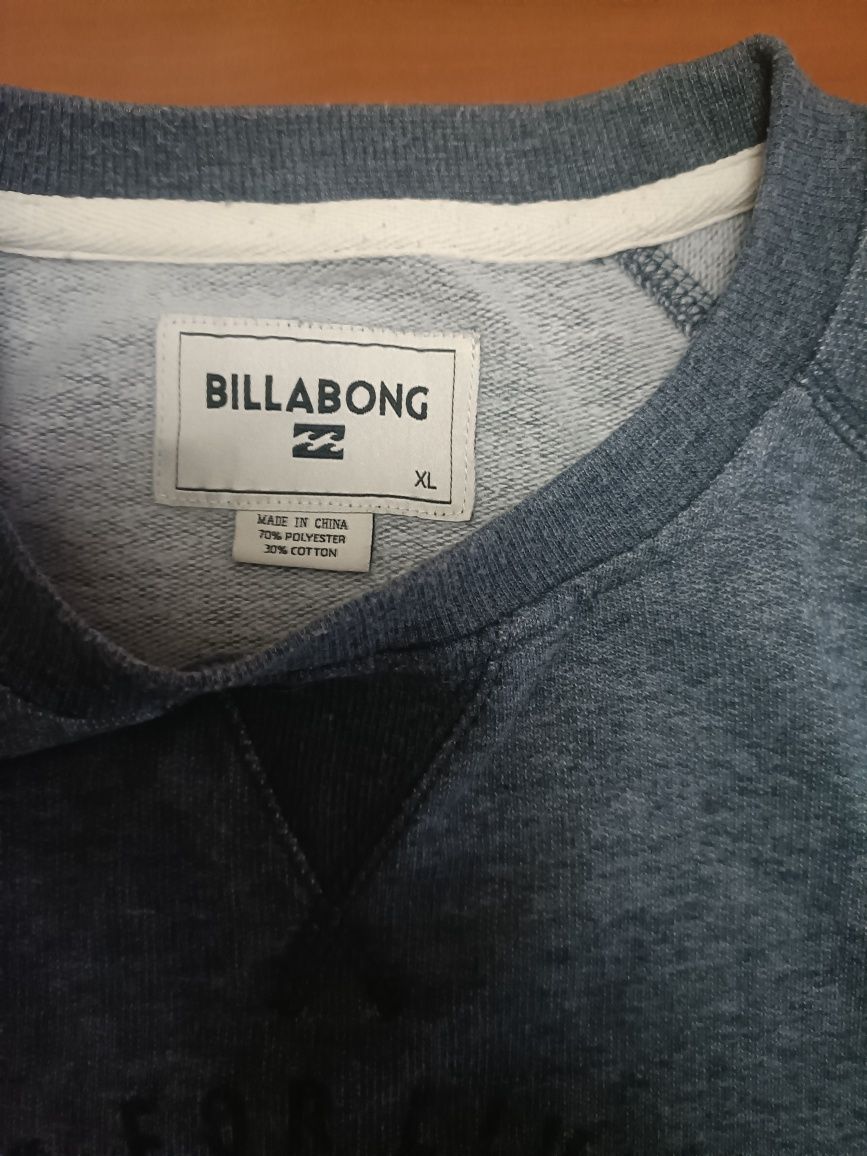 BILLABONG
XL
MADE IN CHINA
70% POLYESTER
30% COTTON